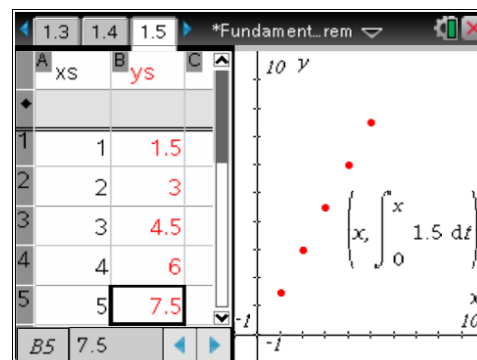 1.3 1.4 1.5 *Fundament…rem
A xs B ys C
1 1 1.5
2 2 3
3 3 4.5
4 4 6
5 5 7.5
B5 7.5
10 y
(x, ∫₀ˣ 1.5 dt)
x
-1 10
-1